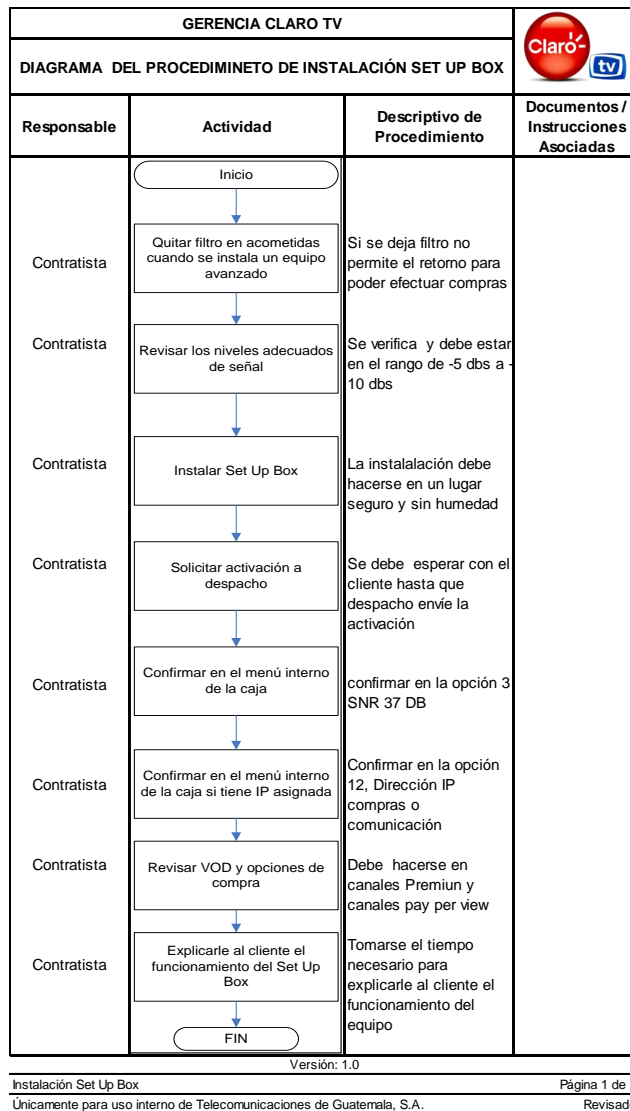 GERENCIA CLARO TV
DIAGRAMA DEL PROCEDIMINETO DE INSTALACIÓN SET UP BOX
Claro
tv
Responsable
Actividad
Descriptivo de
Procedimiento
Documentos /
Instrucciones
Asociadas
Inicio
Contratista
Quitar filtro en acometidas
cuando se instala un equipo
avanzado
Si se deja filtro no
permite el retorno para
poder efectuar compras
Contratista
Revisar los niveles adecuados
de señal
Se verifica y debe estar
en el rango de -5 dbs a -
10 dbs
Contratista
Instalar Set Up Box
La instalalación debe
hacerse en un lugar
seguro y sin humedad
Contratista
Solicitar activación a
despacho
Se debe esperar con el
cliente hasta que
despacho envíe la
activación
Contratista
Confirmar en el menú interno
de la caja
confirmar en la opción 3
SNR 37 DB
Contratista
Confirmar en el menú interno
de la caja si tiene IP asignada
Confirmar en la opción
12, Dirección IP
compras o
comunicación
Contratista
Revisar VOD y opciones de
compra
Debe hacerse en
canales Premiun y
canales pay per view
Contratista
Explicarle al cliente el
funcionamiento del Set Up
Box
Tomarse el tiempo
necesario para
explicarle al cliente el
funcionamiento del
equipo
FIN
Versión: 1.0
Instalación Set Up Box
Página 1 de
Únicamente para uso interno de Telecomunicaciones de Guatemala, S.A.
Revisad